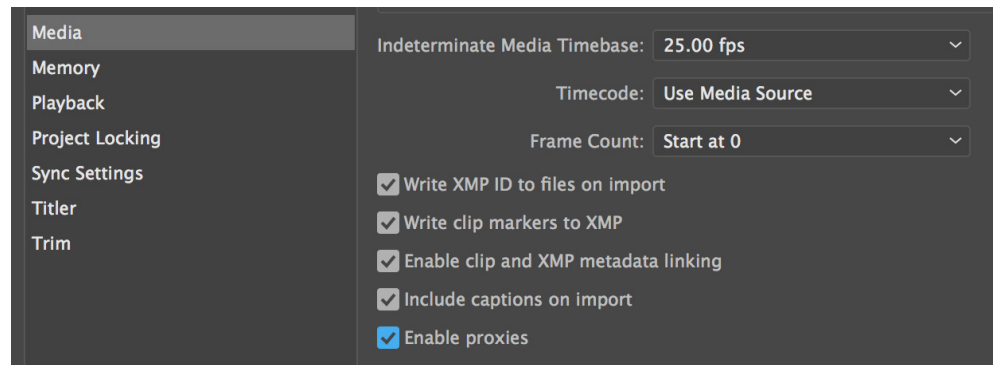 Media
Memory
Playback
Project Locking
Sync Settings
Titler
Trim
Indeterminate Media Timebase: 25.00 fps
Timecode: Use Media Source
Frame Count: Start at 0
Write XMP ID to files on import
Write clip markers to XMP
Enable clip and XMP metadata linking
Include captions on import
Enable proxies